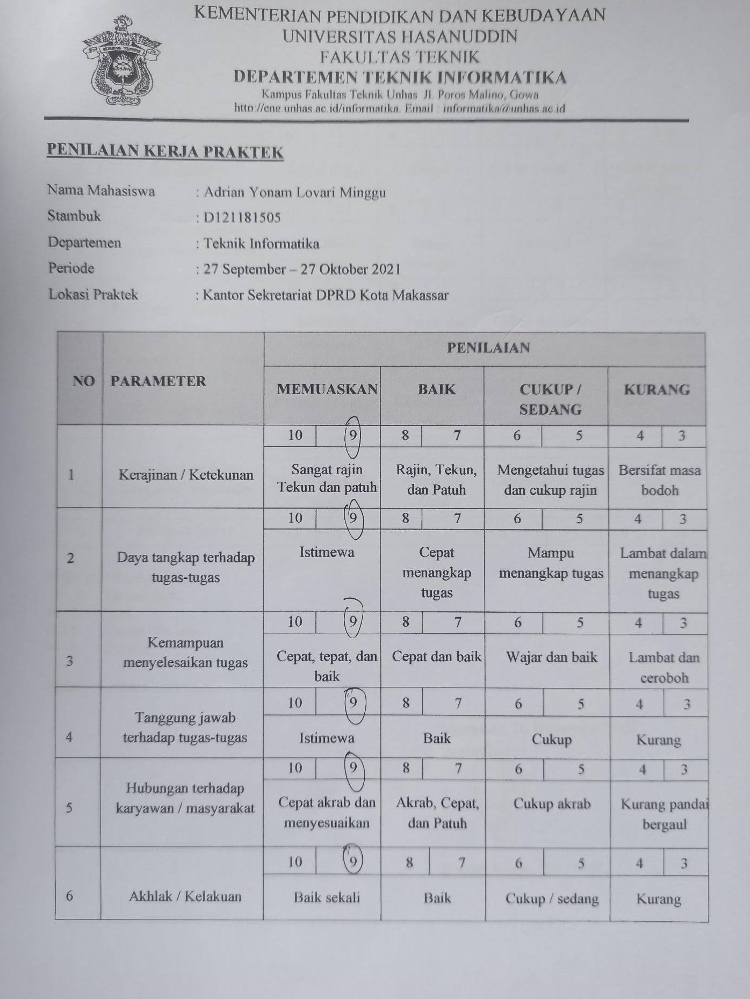 KEMENTERIAN PENDIDIKAN DAN KEBUDAYAAN
UNIVERSITAS HASANUDDIN
FAKULTAS TEKNIK
DEPARTEMEN TEKNIK INFORMATIKA
Kampus Fakultas Teknik Unhas Jl. Poros Malino, Gowa
http://eng.unhas.ac.id/informatika. Email : informatika@unhas.ac.id
PENILAIAN KERJA PRAKTEK
Nama Mahasiswa : Adrian Yonam Lovari Minggu
Stambuk : D121181505
Departemen : Teknik Informatika
Periode : 27 September – 27 Oktober 2021
Lokasi Praktek : Kantor Sekretariat DPRD Kota Makassar
PENILAIAN
NO PARAMETER
MEMUASKAN BAIK CUKUP / KURANG
SEDANG
10 9 8 7 6 5 4 3
1 Kerajinan / Ketekunan Sangat rajin Rajin, Tekun, Mengetahui tugas Bersifat masa
Tekun dan patuh dan Patuh dan cukup rajin bodoh
10 9 8 7 6 5 4 3
2 Daya tangkap terhadap Istimewa Cepat Mampu Lambat dalam
tugas-tugas menangkap menangkap tugas menangkap
tugas tugas
10 9 8 7 6 5 4 3
3 Kemampuan Cepat, tepat, dan Cepat dan baik Wajar dan baik Lambat dan
menyelesaikan tugas baik ceroboh
10 9 8 7 6 5 4 3
Tanggung jawab
4 terhadap tugas-tugas Istimewa Baik Cukup Kurang
10 9 8 7 6 5 4 3
5 Hubungan terhadap Cepat akrab dan Akrab, Cepat, Cukup akrab Kurang pandai
karyawan / masyarakat menyesuaikan dan Patuh bergaul
10 9 8 7 6 5 4 3
6 Akhlak / Kelakuan Baik sekali Baik Cukup / sedang Kurang